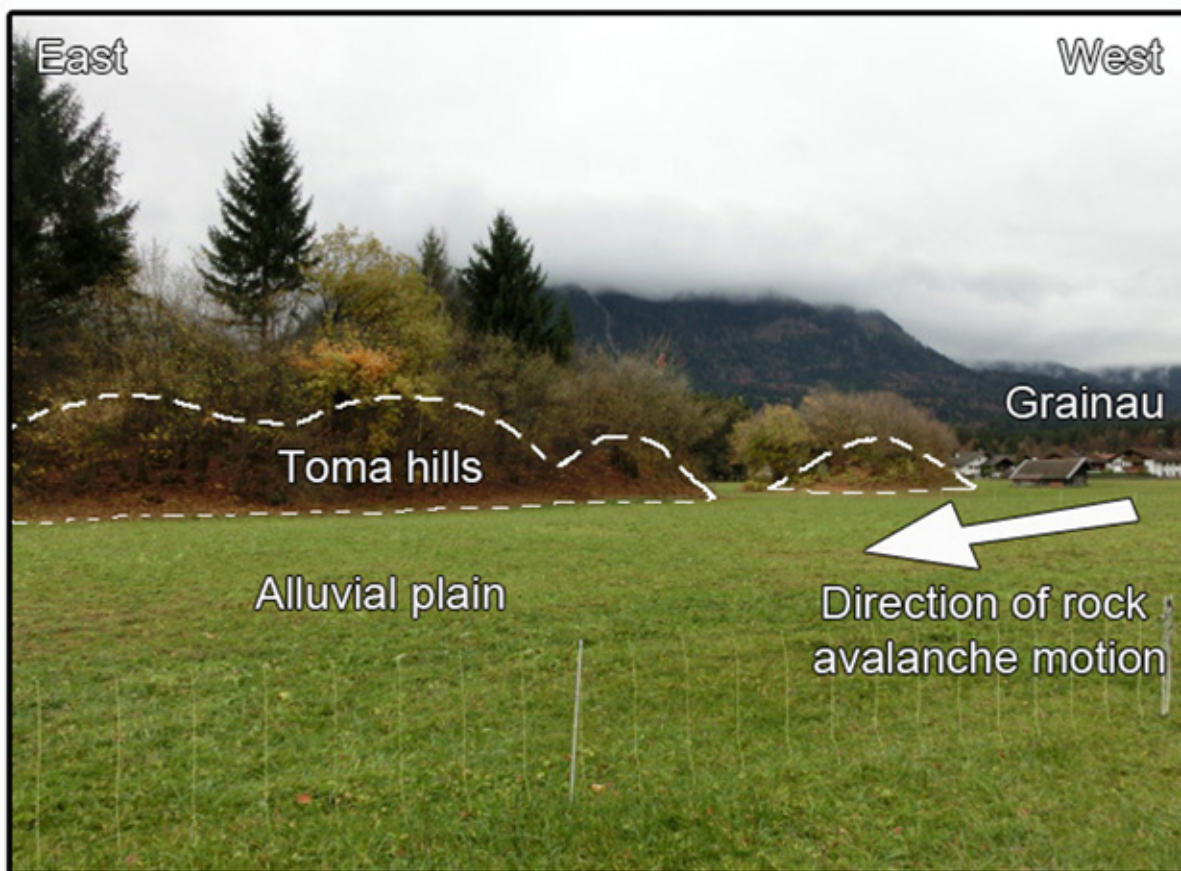 East
West
Grainau
Toma hills
Alluvial plain
Direction of rock
avalanche motion